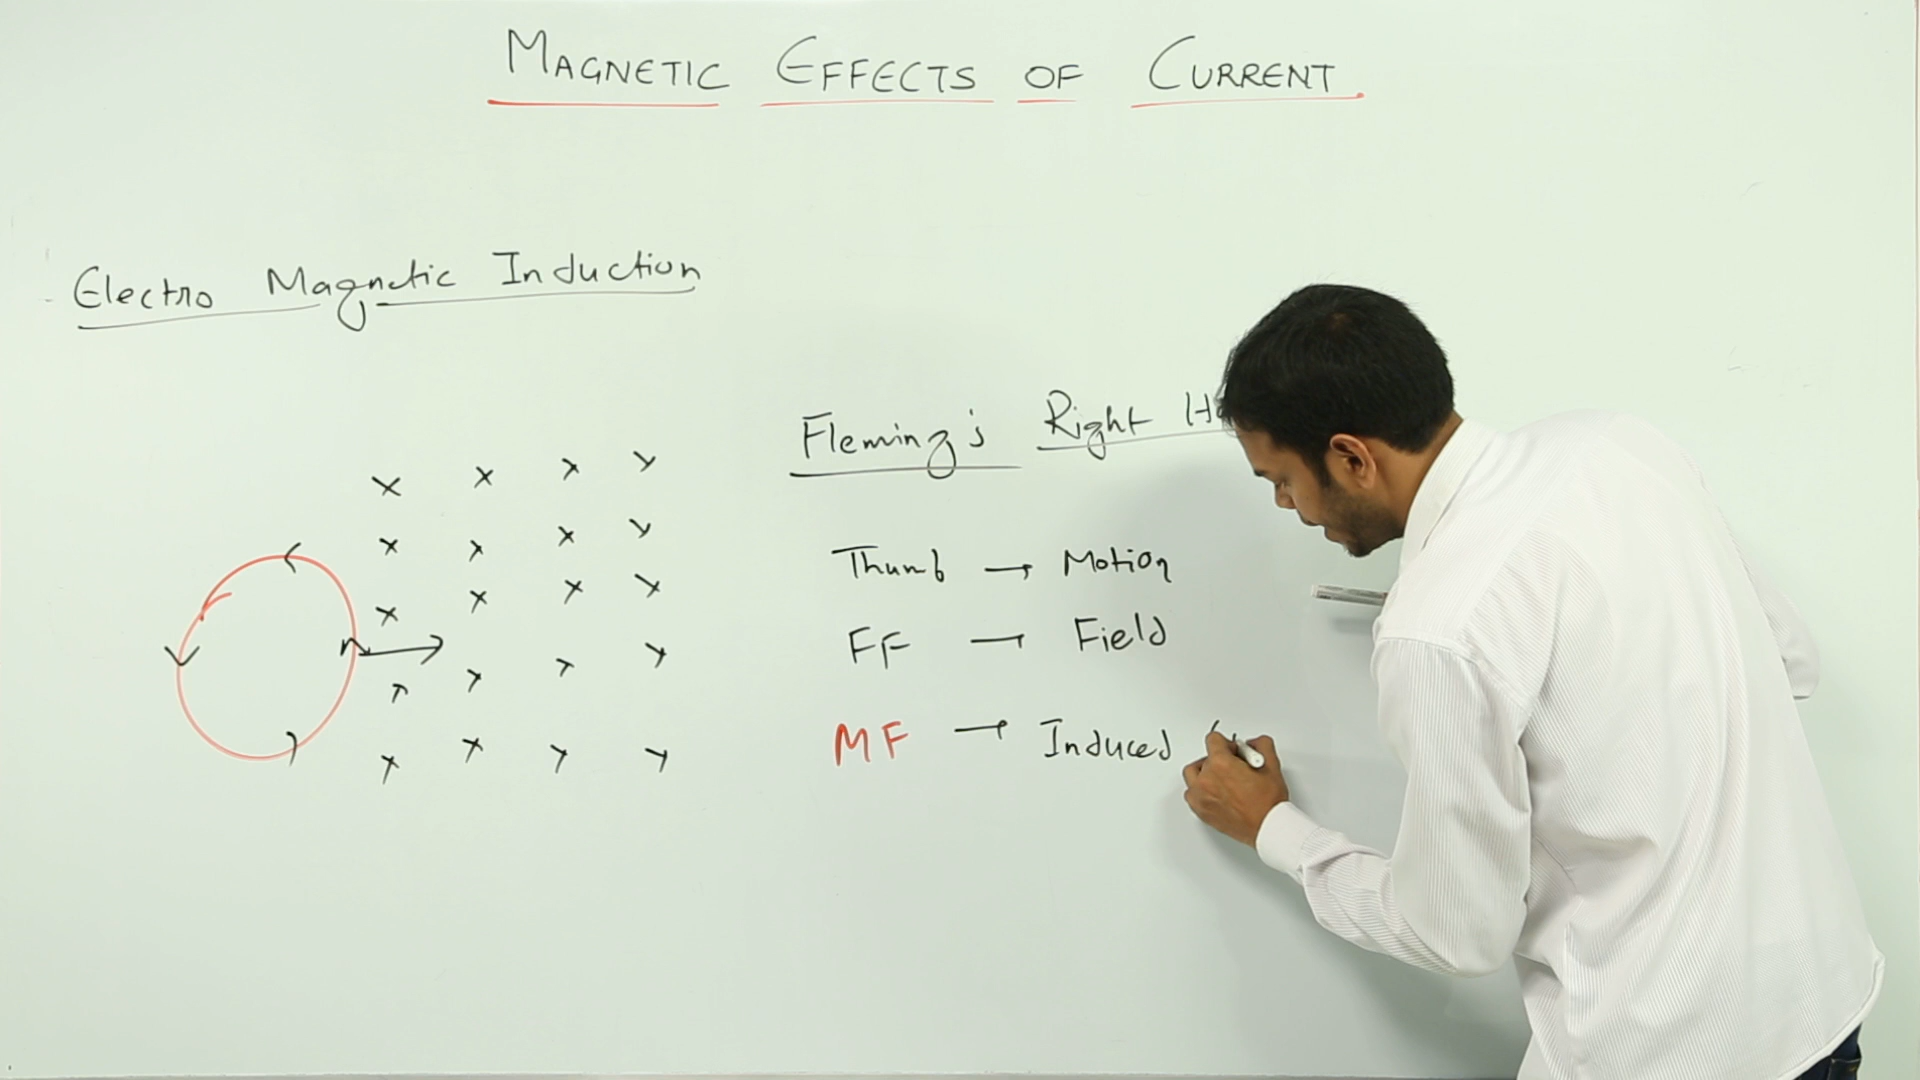 MAGNETIC EFFECTS OF CURRENT.
Electro Magnetic Induction
Fleming's Right
Thumb → Motion
FF → Field
MF → Induced